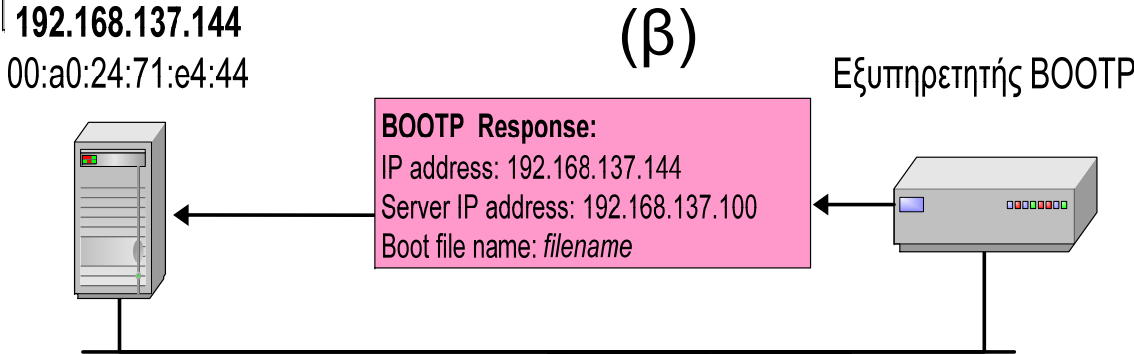 192.168.137.144
00:a0:24:71:e4:44
(β)
Εξυπηρετητής BOOTP
BOOTP Response:
IP address: 192.168.137.144
Server IP address: 192.168.137.100
Boot file name: filename